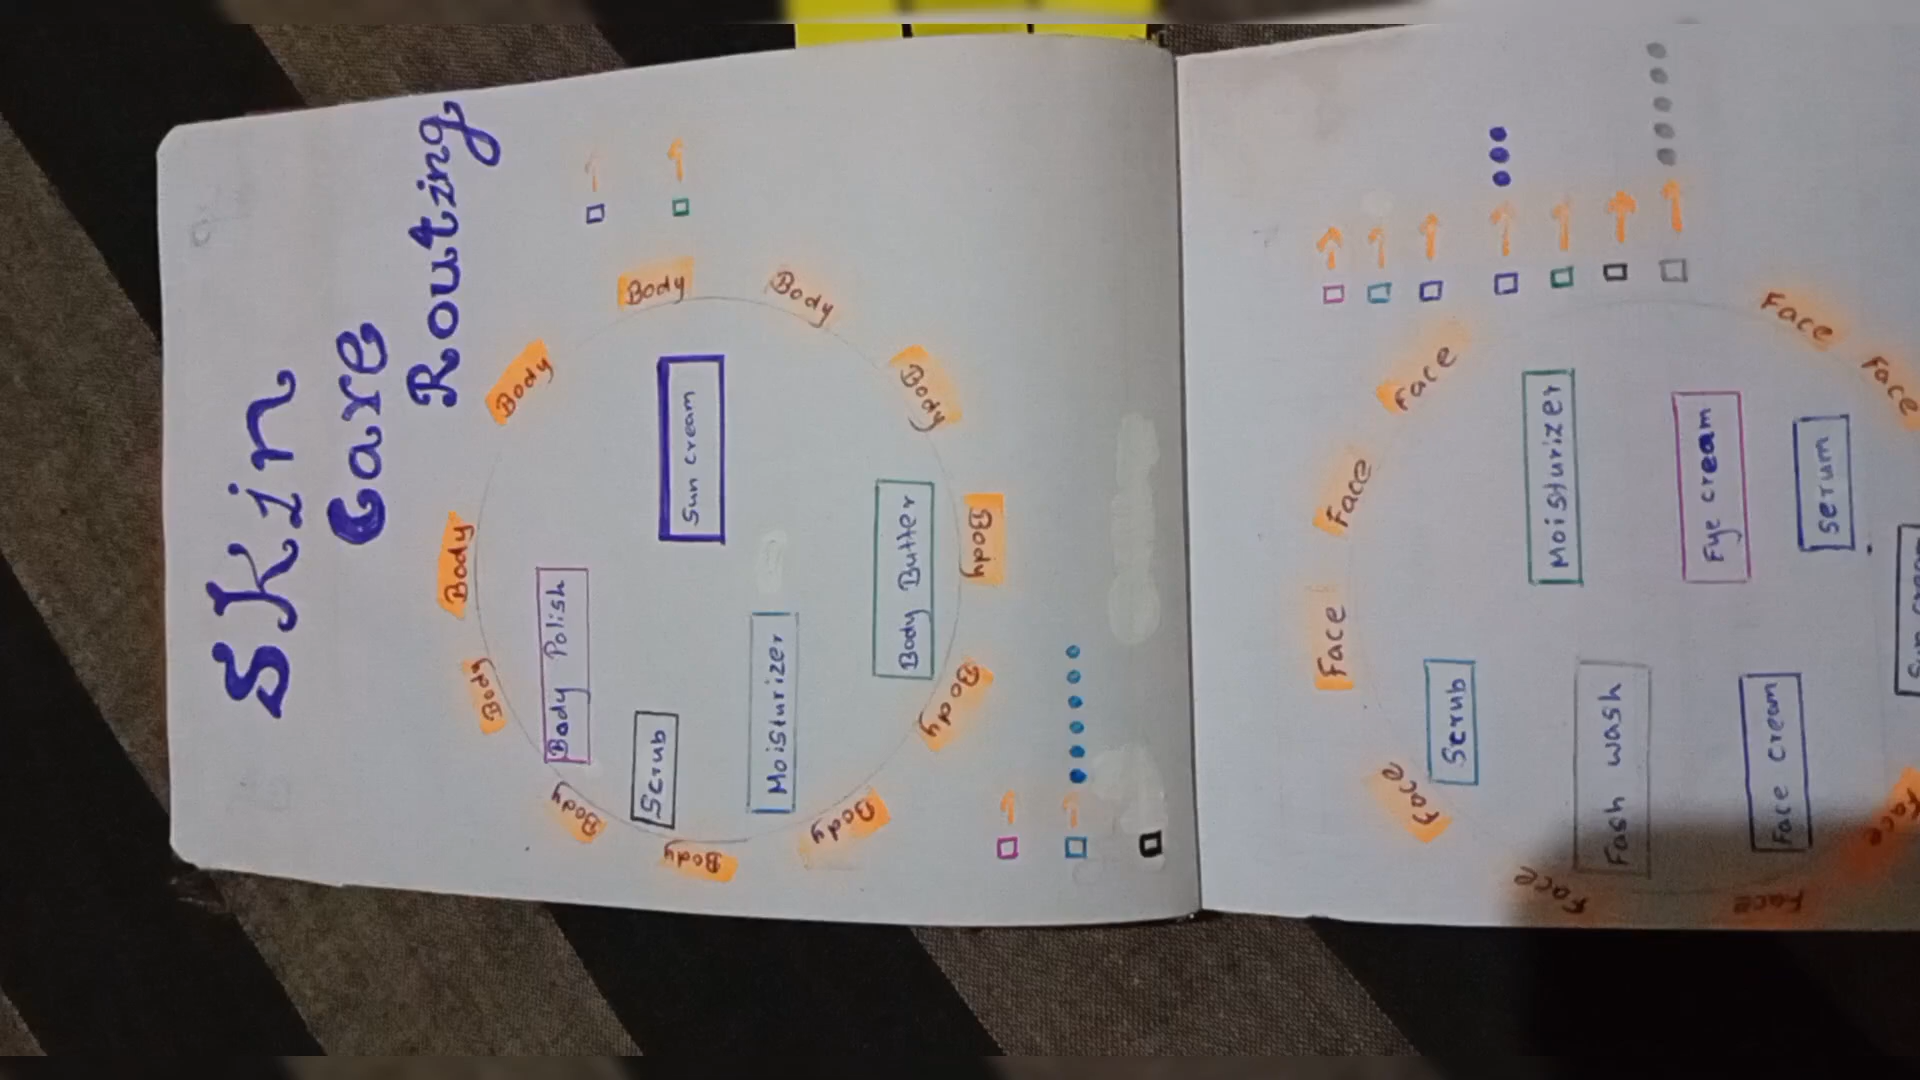 Skin
Care
Routing
Body
Body
Body
Body
Body
Body
Body
Body
Body
Body
Body
Sun cream
Body Polish
Scrub
Moisturizer
Body Butter
Face
Face
Face
Face
Face
Face
Face
Face
Face
Moisturizer
Eye cream
Serum
Scrub
Fash wash
Face cream
Sun cream